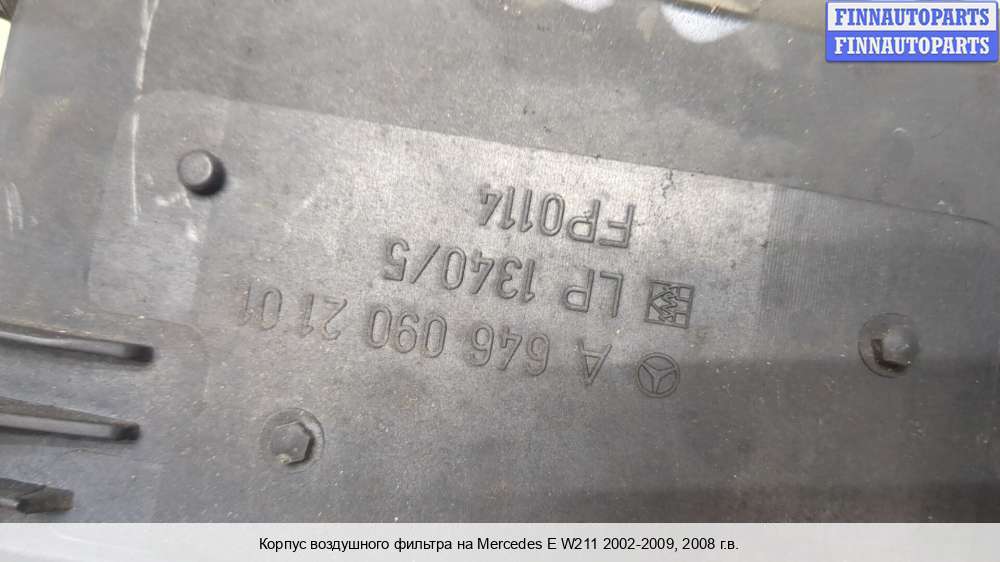 FINNAUTOPARTS
FINNAUTOPARTS
A 646 090 21 01
LP 1340/5
FP0114
Корпус воздушного фильтра на Mercedes E W211 2002-2009, 2008 г.в.